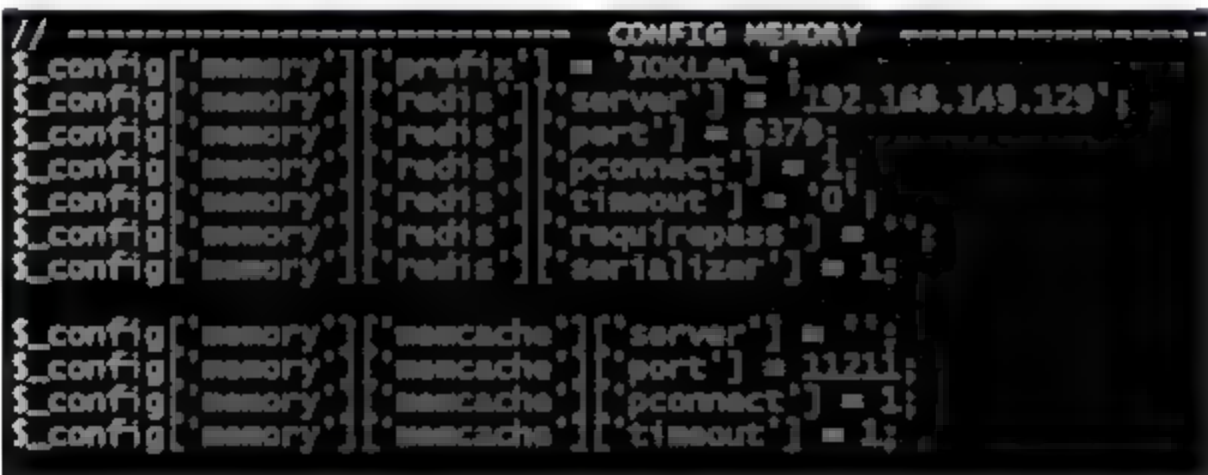 // ---------------------------- CONFIG MEMORY ----------------------------
$_config['memory']['prefix'] =
$_config['memory']['redis']['server'] = '192.168.149.129';
$_config['memory']['redis']['port'] = 6379;
$_config['memory']['redis']['pconnect'] = 1;
$_config['memory']['redis']['timeout'] = '0';
$_config['memory']['redis']['requirepass'] = '';
$_config['memory']['redis']['serializer'] = 1;
$_config['memory']['memcache']['server'] = '';
$_config['memory']['memcache']['port'] = 11211;
$_config['memory']['memcache']['pconnect'] = 1;
$_config['memory']['memcache']['timeout'] = 1;